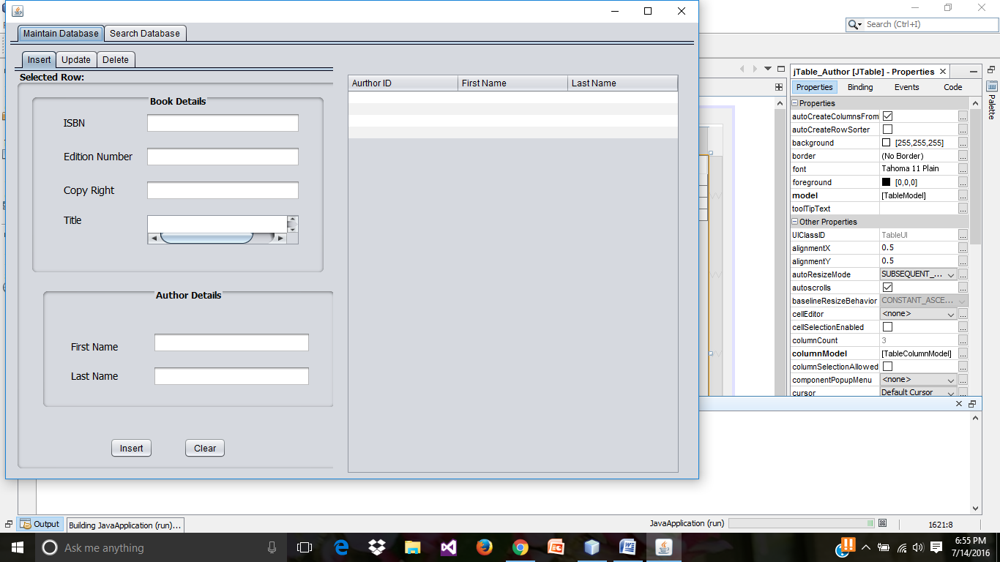 Search (Ctrl+I)
Maintain Database
Search Database
Insert
Update
Delete
Selected Row:
Book Details
ISBN
Edition Number
Copy Right
Title
Author Details
First Name
Last Name
Insert
Clear
Aurthor ID
First Name
Last Name
jTable_Author [JTable] - Properties
Properties
Binding
Events
Code
Palette
Properties
autoCreateColumnsFrom
autoCreateRowSorter
background [255,255,255]
border (No Border)
font Tahoma 11 Plain
foreground [0,0,0]
model [TableModel]
toolTipText
Other Properties
UIClassID TableUI
alignmentX 0.5
alignmentY 0.5
autoResizeMode SUBSEQUENT_...
autoscrolls
baselineResizeBehavior CONSTANT_ASCE...
cellEditor <none>
cellSelectionEnabled
columnCount 3
columnModel [TableColumnModel]
columnSelectionAllowed
componentPopupMenu <none>
cursor Default Cursor
Output
Building JavaApplication (run)...
JavaApplication (run)
1621:8
Ask me anything
6:55 PM
7/14/2016